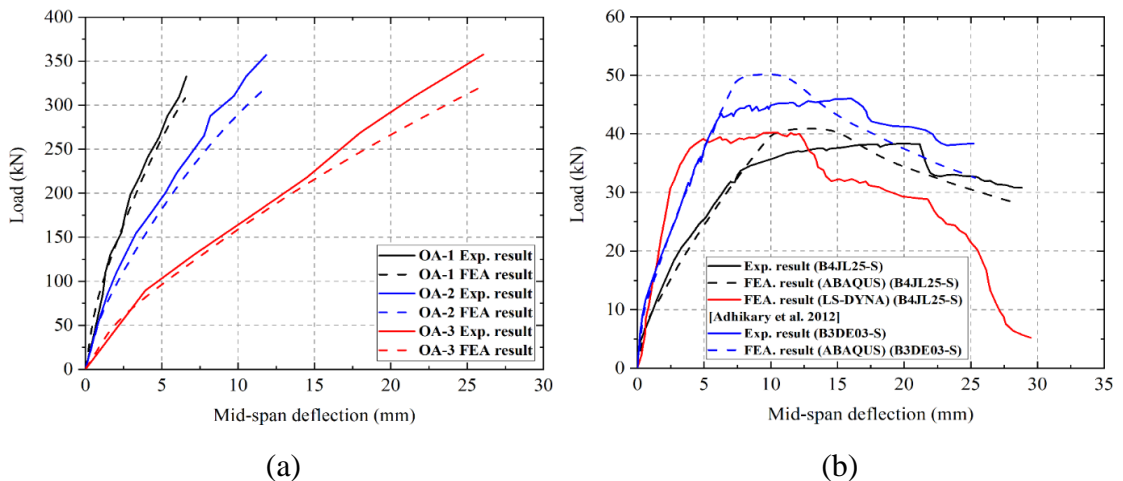 400
350
300
250
200
150
100
50
0
Load (kN)
0 5 10 15 20 25 30
Mid-span deflection (mm)
OA-1 Exp. result
OA-1 FEA result
OA-2 Exp. result
OA-2 FEA result
OA-3 Exp. result
OA-3 FEA result
(a)
60
50
40
30
20
10
0
Load (kN)
0 5 10 15 20 25 30 35
Mid-span deflection (mm)
Exp. result (B4JL25-S)
FEA. result (ABAQUS) (B4JL25-S)
FEA. result (LS-DYNA) (B4JL25-S)
[Adhikary et al. 2012]
Exp. result (B3DE03-S)
FEA. result (ABAQUS) (B3DE03-S)
(b)